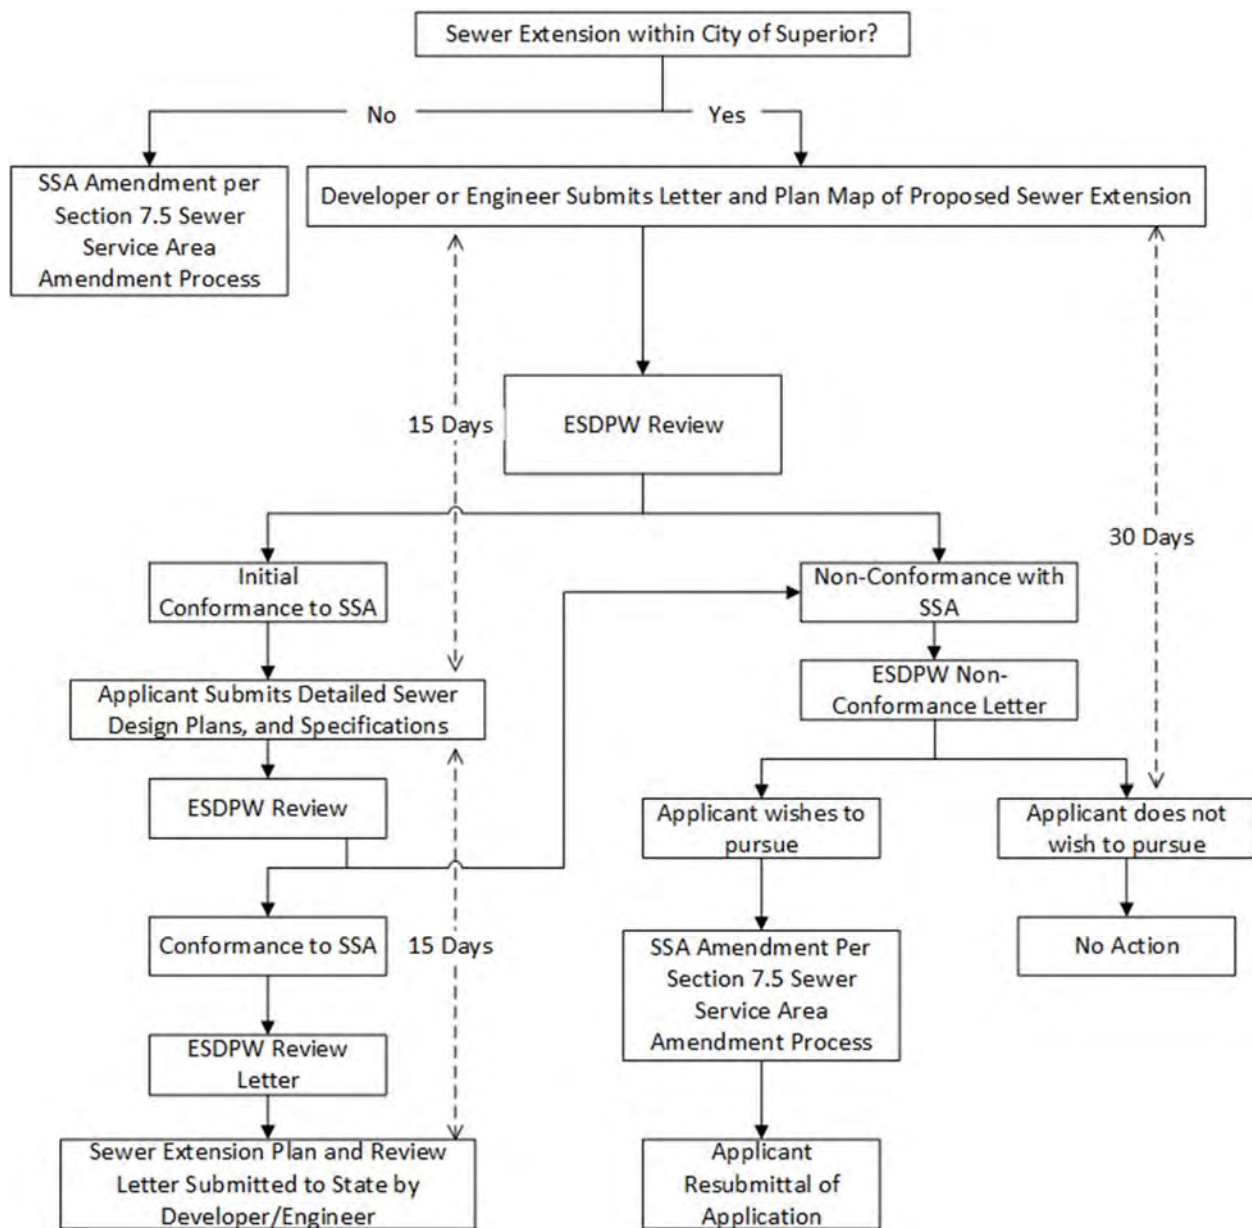 Sewer Extension within City of Superior?
No
Yes
SSA Amendment per
Section 7.5 Sewer
Service Area
Amendment Process
Developer or Engineer Submits Letter and Plan Map of Proposed Sewer Extension
15 Days
ESDPW Review
30 Days
Initial
Conformance to SSA
Non-Conformance with
SSA
Applicant Submits Detailed Sewer
Design Plans, and Specifications
ESDPW Non-
Conformance Letter
ESDPW Review
Applicant wishes to
pursue
Applicant does not
wish to pursue
Conformance to SSA
15 Days
SSA Amendment Per
Section 7.5 Sewer
Service Area
Amendment Process
No Action
ESDPW Review
Letter
Sewer Extension Plan and Review
Letter Submitted to State by
Developer/Engineer
Applicant
Resubmittal of
Application